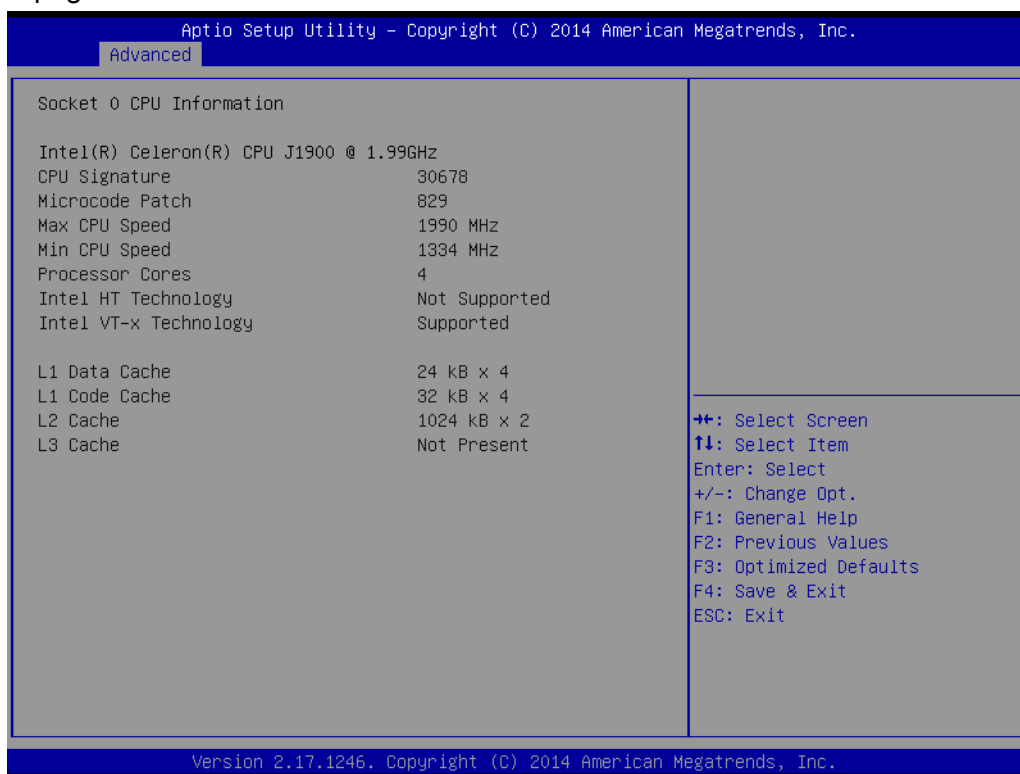 Aptio Setup Utility – Copyright (C) 2014 American Megatrends, Inc.
Advanced
Socket 0 CPU Information
Intel(R) Celeron(R) CPU J1900 @ 1.99GHz
CPU Signature 30678
Microcode Patch 829
Max CPU Speed 1990 MHz
Min CPU Speed 1334 MHz
Processor Cores 4
Intel HT Technology Not Supported
Intel VT-x Technology Supported
L1 Data Cache 24 kB x 4
L1 Code Cache 32 kB x 4
L2 Cache 1024 kB x 2
L3 Cache Not Present
→←: Select Screen
↑↓: Select Item
Enter: Select
+/-: Change Opt.
F1: General Help
F2: Previous Values
F3: Optimized Defaults
F4: Save & Exit
ESC: Exit
Version 2.17.1246. Copyright (C) 2014 American Megatrends, Inc.